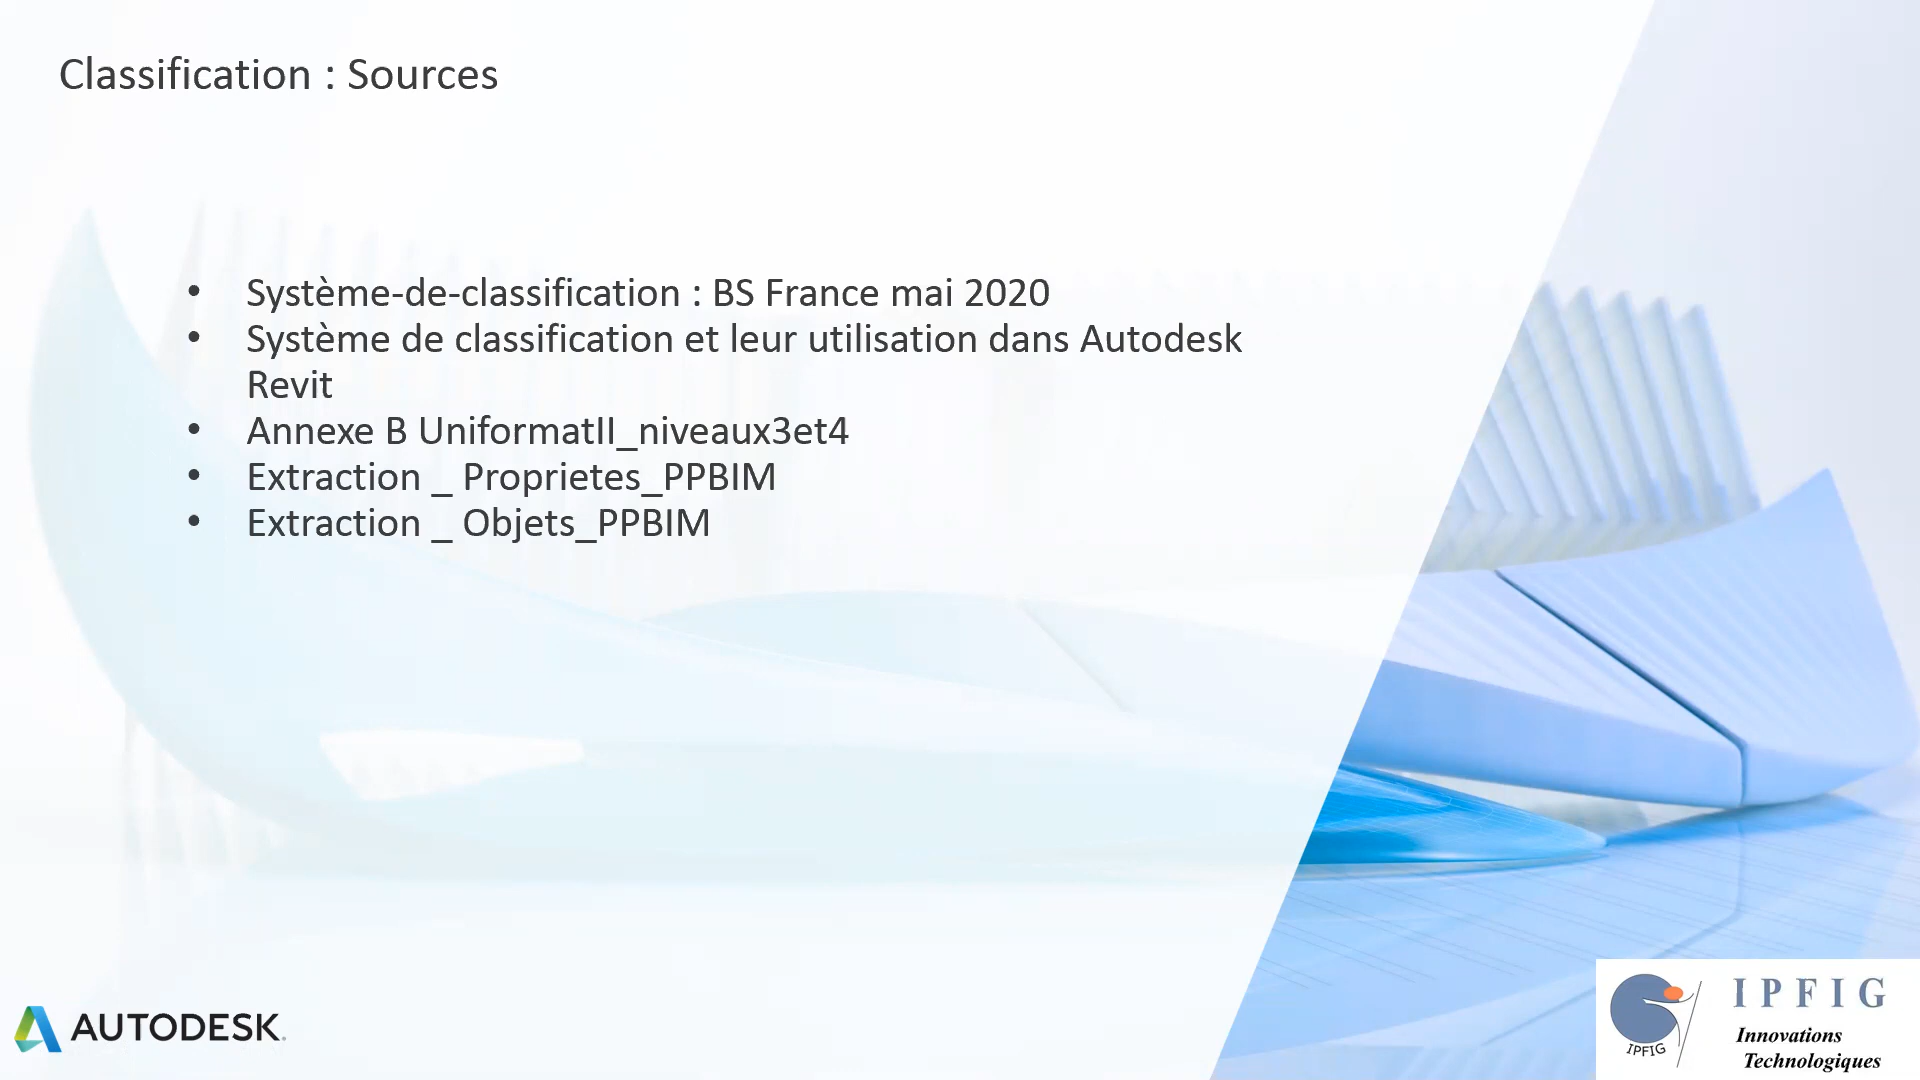 Classification : Sources
• Système-de-classification : BS France mai 2020
• Système de classification et leur utilisation dans Autodesk
Revit
• Annexe B UniformatII_niveaux3et4
• Extraction _ Proprietes_PPBIM
• Extraction _ Objets_PPBIM
AUTODESK.
IPFIG
IPFIG
Innovations
Technologiques